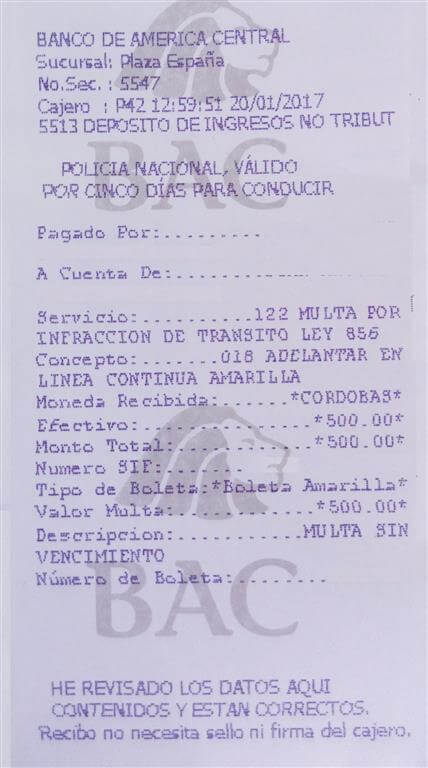 BANCO DE AMERICA CENTRAL
Sucursal: Plaza España
No.Sec. : 5547
Cajero : P42 12:59:51 20/01/2017
5513 DEPOSITO DE INGRESOS NO TRIBUT
POLICIA NACIONAL, VÁLIDO
POR CINCO DÍAS PARA CONDUCIR
Pagado Por:.........
A Cuenta De:...................
Servicio:..........122 MULTA POR
INFRACCION DE TRANSITO LEY 856
Concepto:.......018 ADELANTAR EN
LINEA CONTINUA AMARILLA
Moneda Recibida:......*CORDOBAS*
Efectivo:...............*500.00*
Monto Total:............*500.00*
Numero SIF:.......
Tipo de Boleta:*Boleta Amarilla*
Valor Multa:............*500.00*
Descripcion:...........MULTA SIN
VENCIMIENTO
Número de Boleta:........
BAC
BAC
HE REVISADO LOS DATOS AQUI
CONTENIDOS Y ESTAN CORRECTOS.
Recibo no necesita sello ni firma del cajero.